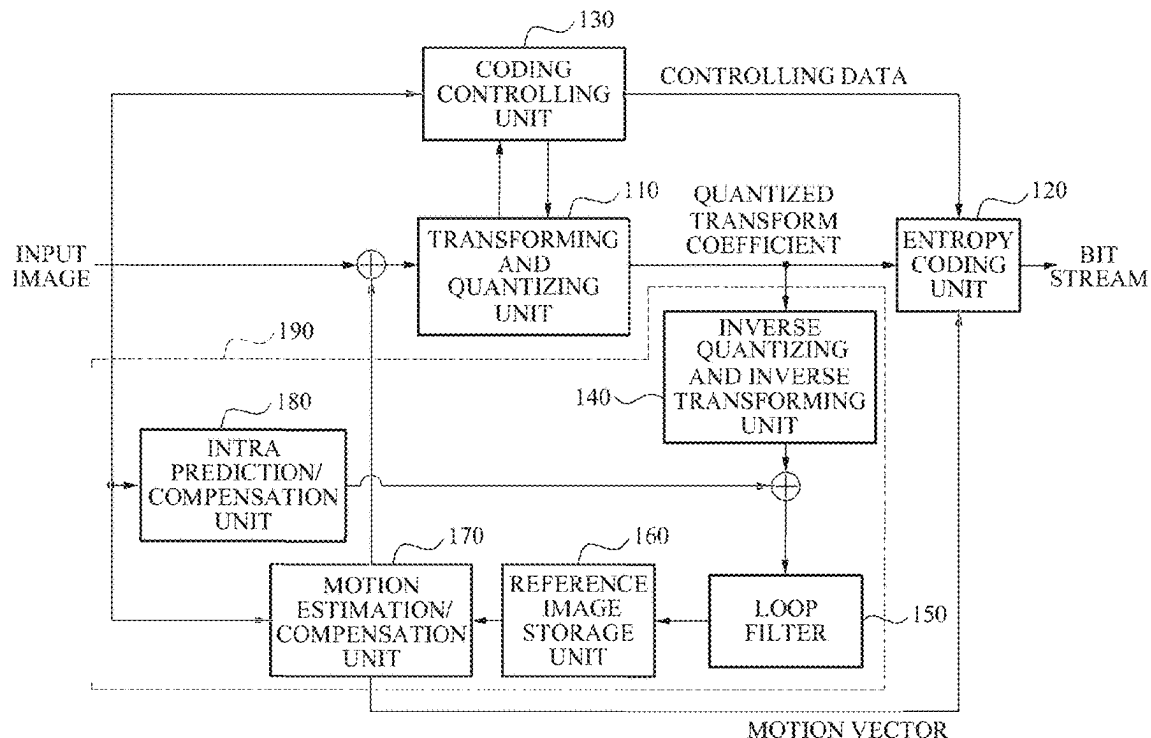 130
CODING
CONTROLLING
UNIT
CONTROLLING DATA
110
TRANSFORMING
AND
QUANTIZING
UNIT
QUANTIZED
TRANSFORM
COEFFICIENT
120
ENTROPY
CODING
UNIT
INPUT
IMAGE
BIT
STREAM
190
INVERSE
QUANTIZING
AND INVERSE
TRANSFORMING
UNIT
140
180
INTRA
PREDICTION/
COMPENSATION
UNIT
170
MOTION
ESTIMATION/
COMPENSATION
UNIT
160
REFERENCE
IMAGE
STORAGE
UNIT
LOOP
FILTER
150
MOTION VECTOR